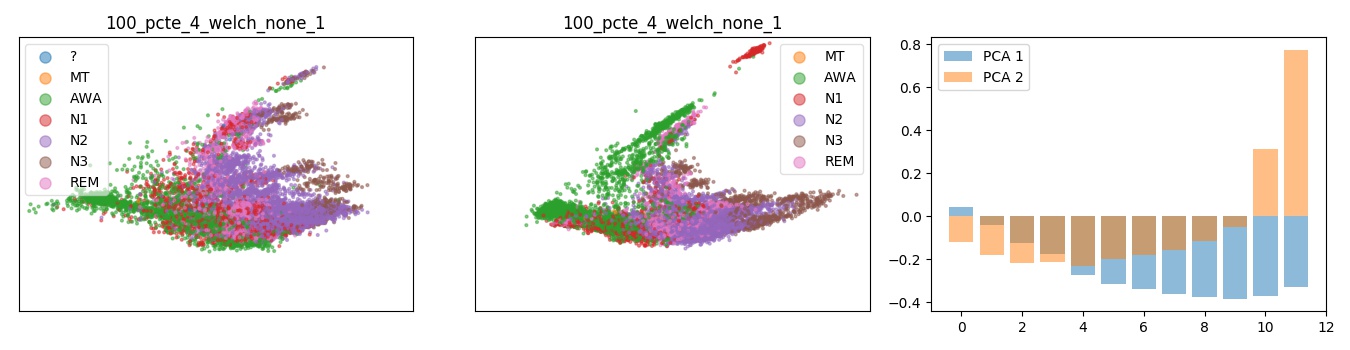 100_pcte_4_welch_none_1
?
MT
AWA
N1
N2
N3
REM
100_pcte_4_welch_none_1
MT
AWA
N1
N2
N3
REM
PCA 1
PCA 2
0.8
0.6
0.4
0.2
0.0
−0.2
−0.4
0 2 4 6 8 10 12